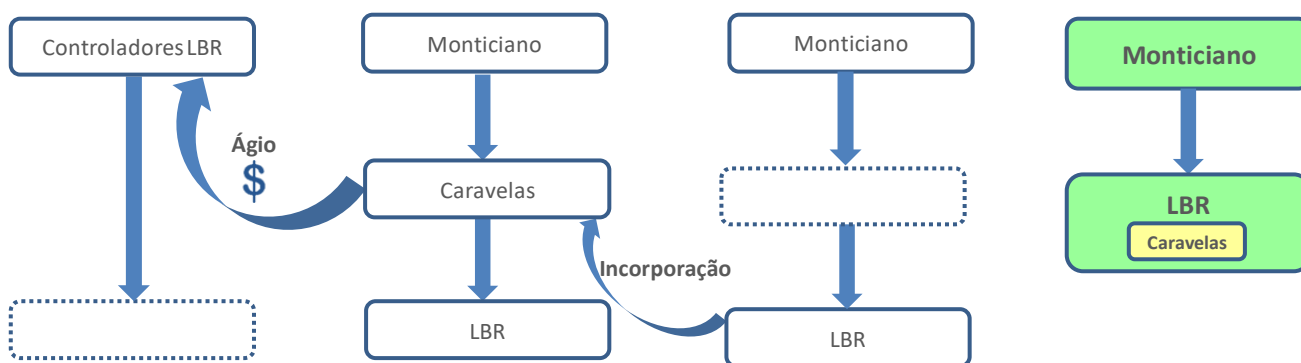 Controladores LBR
Monticiano
Monticiano
Monticiano
Ágio
$
Caravelas
LBR
Caravelas
Incorporação
LBR
LBR